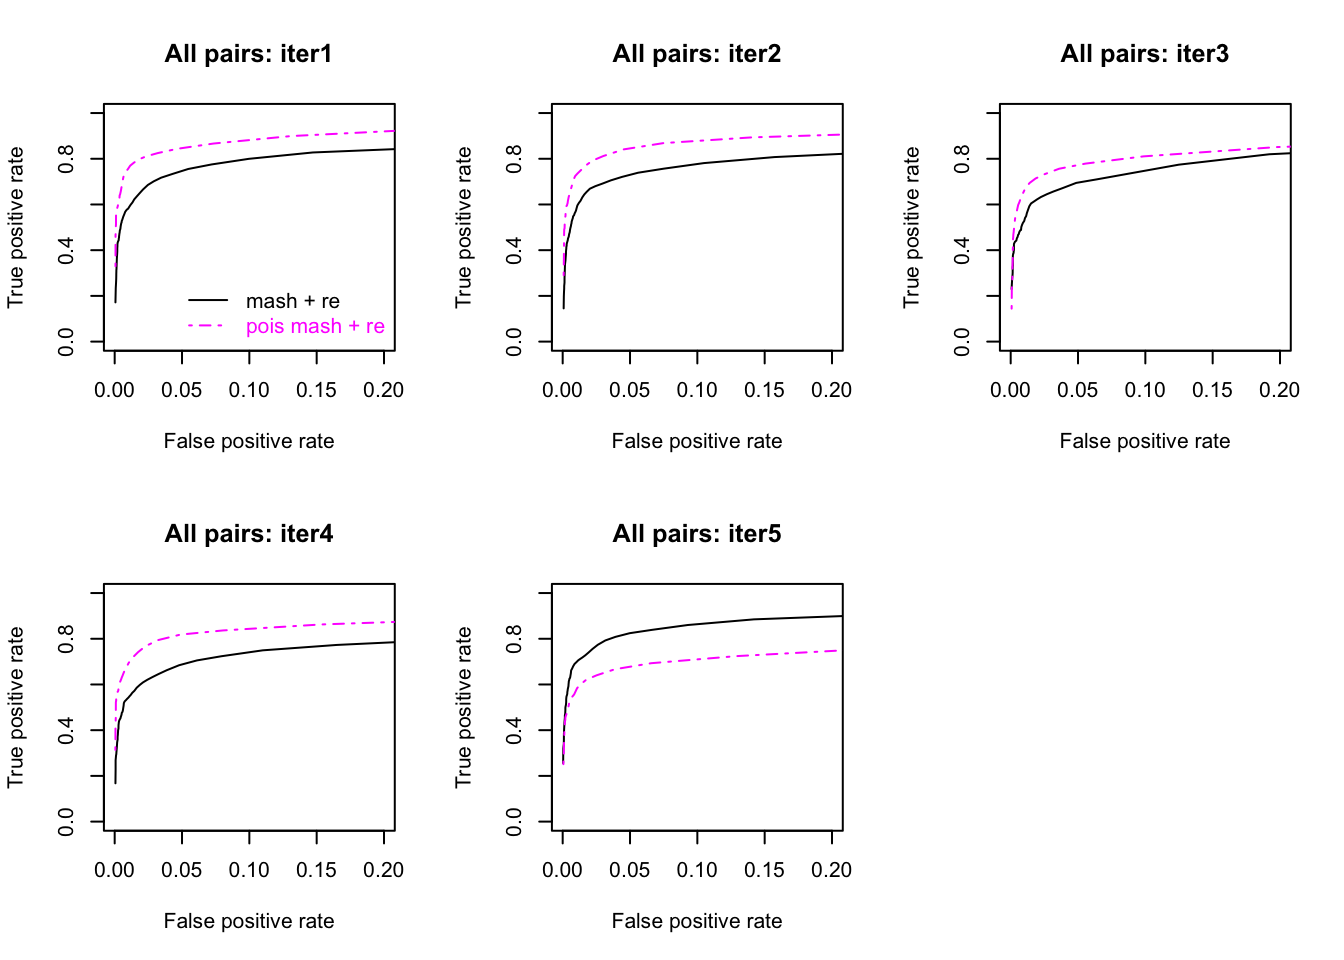 All pairs: iter1
True positive rate
0.0 0.4 0.8
mash + re
pois mash + re
0.00 0.05 0.10 0.15 0.20
False positive rate
All pairs: iter2
True positive rate
0.0 0.4 0.8
0.00 0.05 0.10 0.15 0.20
False positive rate
All pairs: iter3
True positive rate
0.0 0.4 0.8
0.00 0.05 0.10 0.15 0.20
False positive rate
All pairs: iter4
True positive rate
0.0 0.4 0.8
0.00 0.05 0.10 0.15 0.20
False positive rate
All pairs: iter5
True positive rate
0.0 0.4 0.8
0.00 0.05 0.10 0.15 0.20
False positive rate